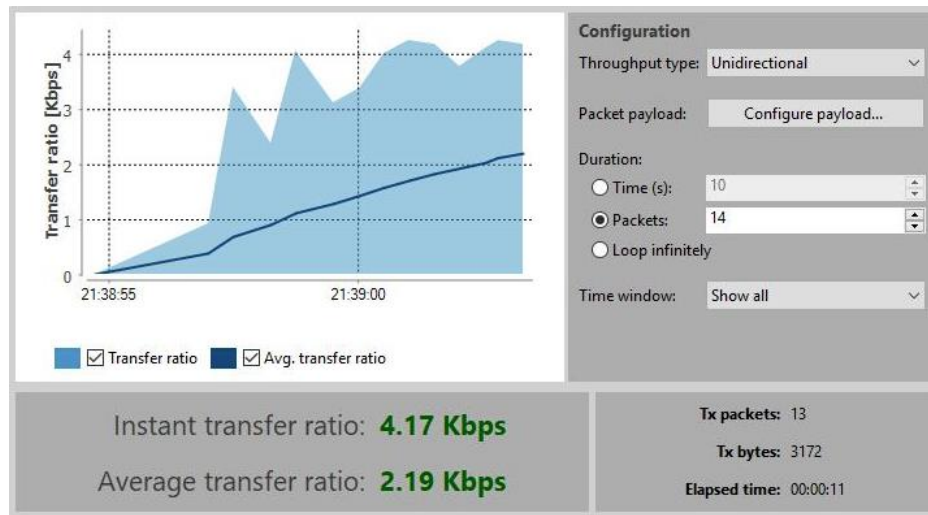 Transfer ratio [Kbps]
4
3
2
1
0
21:38:55
21:39:00
Transfer ratio
Avg. transfer ratio
Configuration
Throughput type: Unidirectional
Packet payload: Configure payload...
Duration:
Time (s): 10
Packets: 14
Loop infinitely
Time window: Show all
Instant transfer ratio: 4.17 Kbps
Average transfer ratio: 2.19 Kbps
Tx packets: 13
Tx bytes: 3172
Elapsed time: 00:00:11